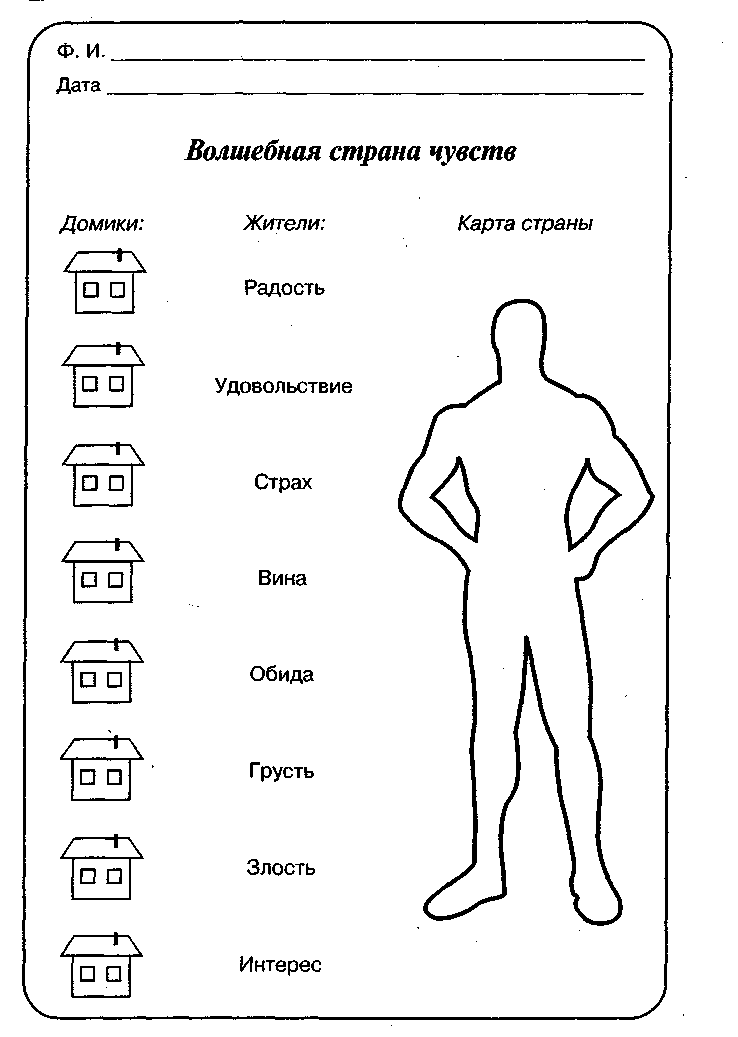 Ф. И.
Дата
Волшебная страна чувств
Домики: Жители: Карта страны
Радость
Удовольствие
Страх
Вина
Обида
Грусть
Злость
Интерес